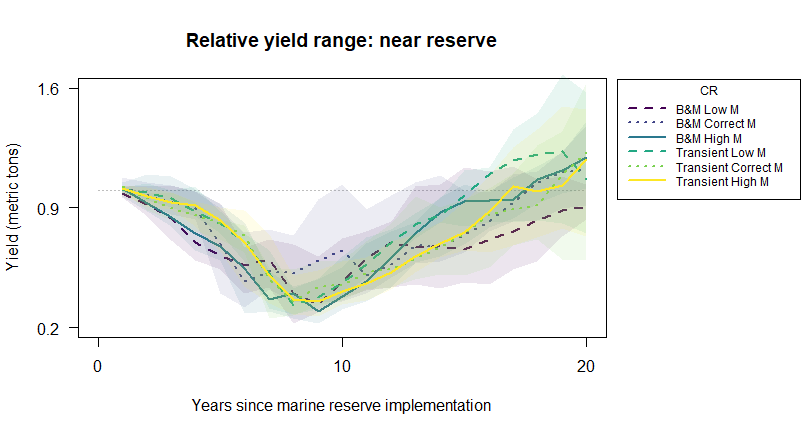 Relative yield range: near reserve
Yield (metric tons)
1.6
0.9
0.2
0
10
20
Years since marine reserve implementation
CR
B&M Low M
B&M Correct M
B&M High M
Transient Low M
Transient Correct M
Transient High M